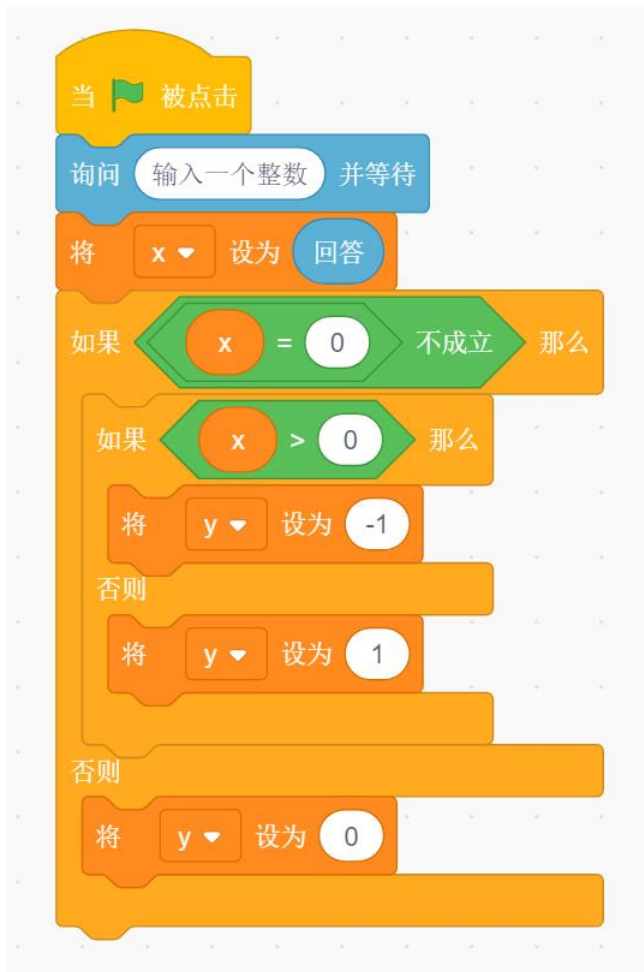 当 被点击
询问 输入一个整数 并等待
将 x 设为 回答
如果 x = 0 不成立 那么
如果 x > 0 那么
将 y 设为 -1
否则
将 y 设为 1
否则
将 y 设为 0